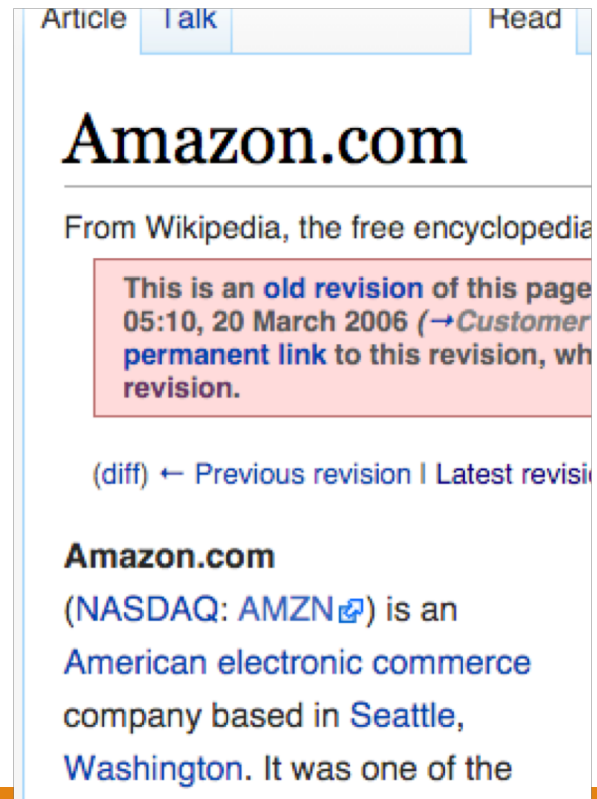 Article Talk Read
Amazon.com
From Wikipedia, the free encyclopedia
This is an old revision of this page
05:10, 20 March 2006 (→Customer
permanent link to this revision, wh
revision.
(diff) ← Previous revision | Latest revisi
Amazon.com
(NASDAQ: AMZN) is an
American electronic commerce
company based in Seattle,
Washington. It was one of the